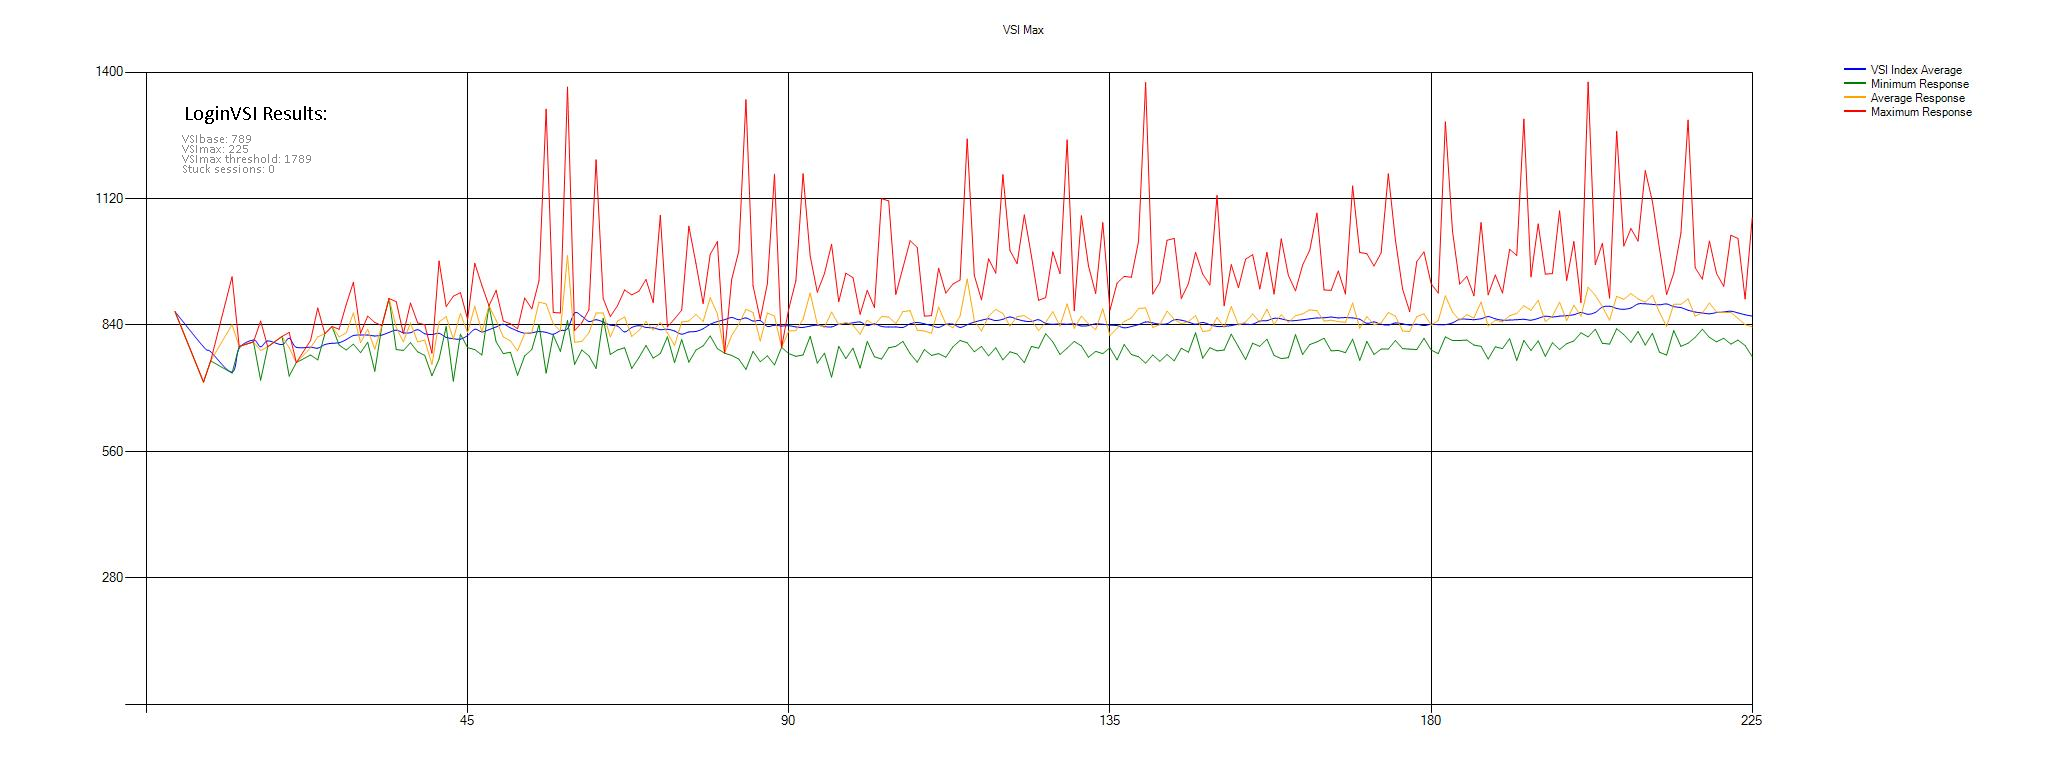 VSI Max
1400
1120
840
560
280
45
90
135
180
225
LoginVSI Results:
VSIbase: 789
VSImax: 225
VSImax threshold: 1789
Stuck sessions: 0
VSI Index Average
Minimum Response
Average Response
Maximum Response